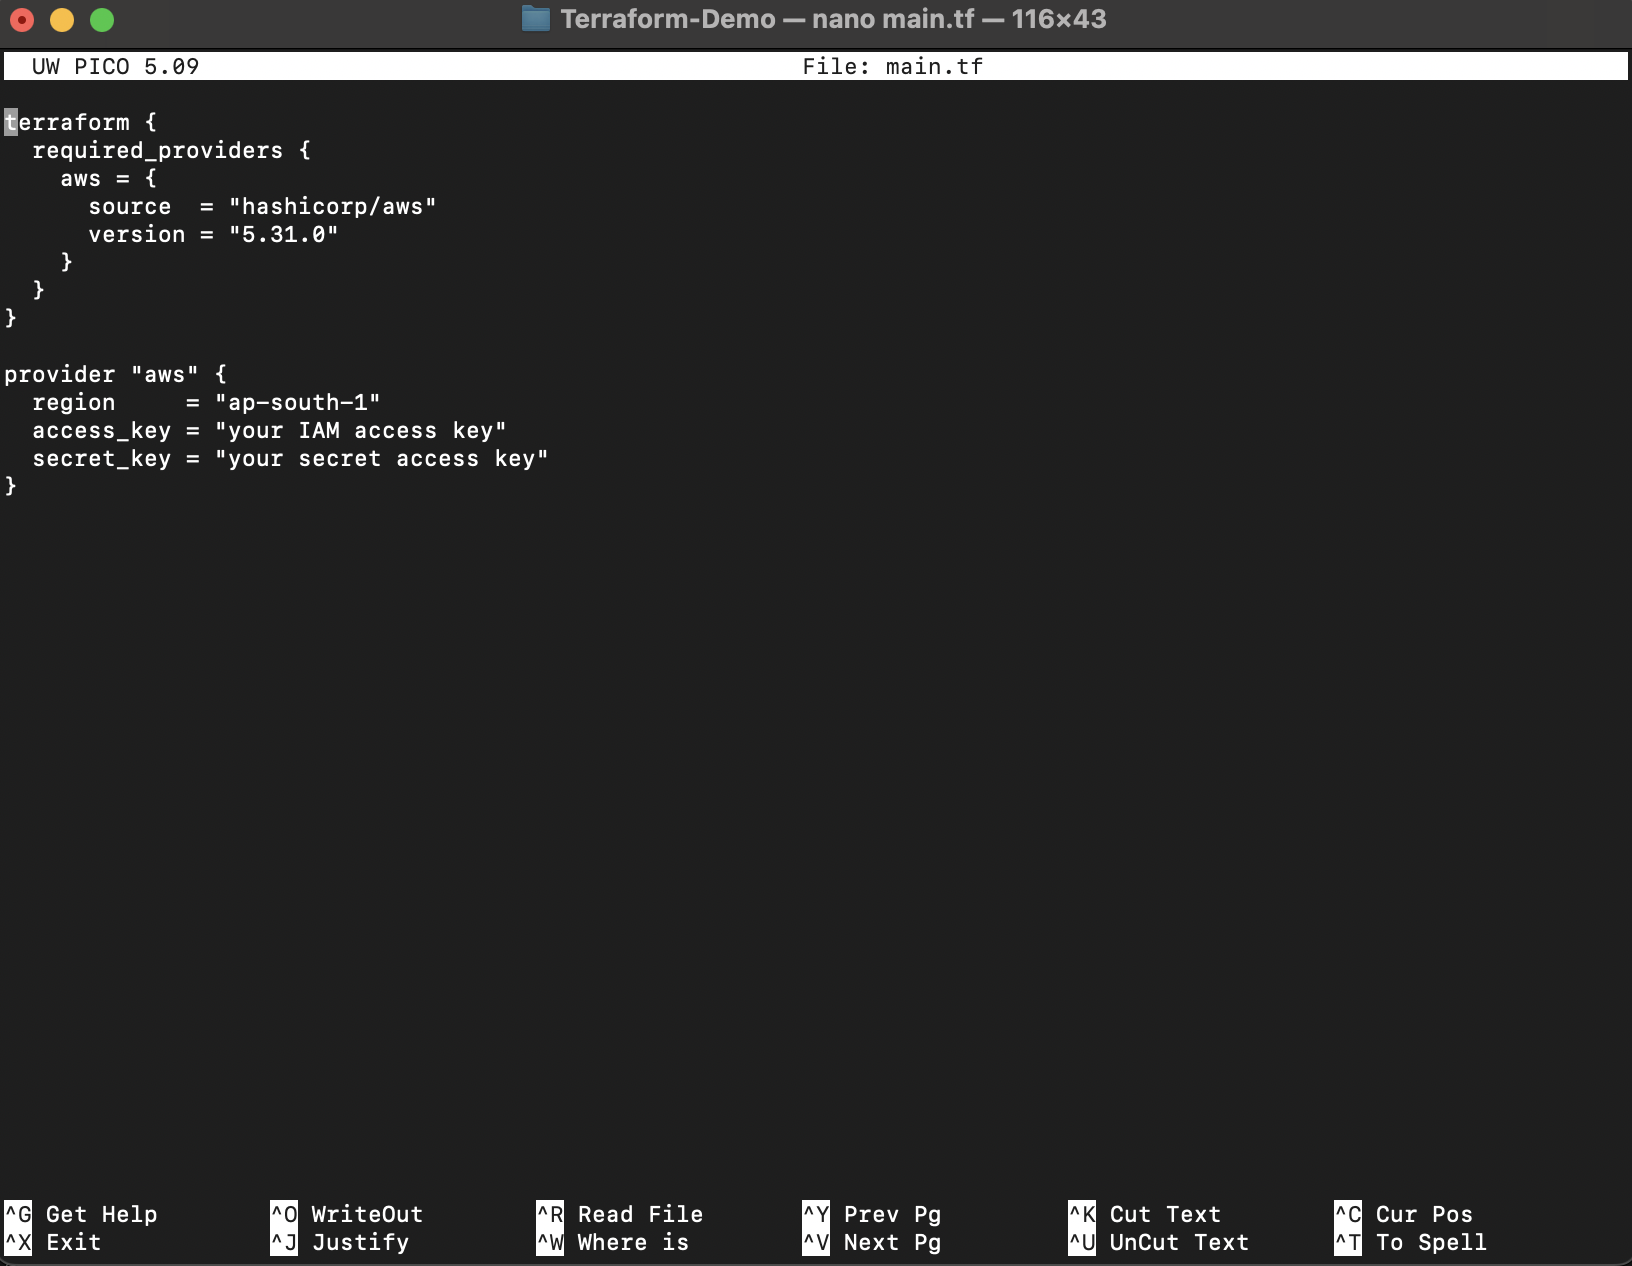 Terraform-Demo — nano main.tf — 116×43
UW PICO 5.09 File: main.tf
terraform {
  required_providers {
    aws = {
      source  = "hashicorp/aws"
      version = "5.31.0"
    }
  }
}
provider "aws" {
  region     = "ap-south-1"
  access_key = "your IAM access key"
  secret_key = "your secret access key"
}
^G Get Help ^O WriteOut ^R Read File ^Y Prev Pg ^K Cut Text ^C Cur Pos
^X Exit ^J Justify ^W Where is ^V Next Pg ^U UnCut Text ^T To Spell